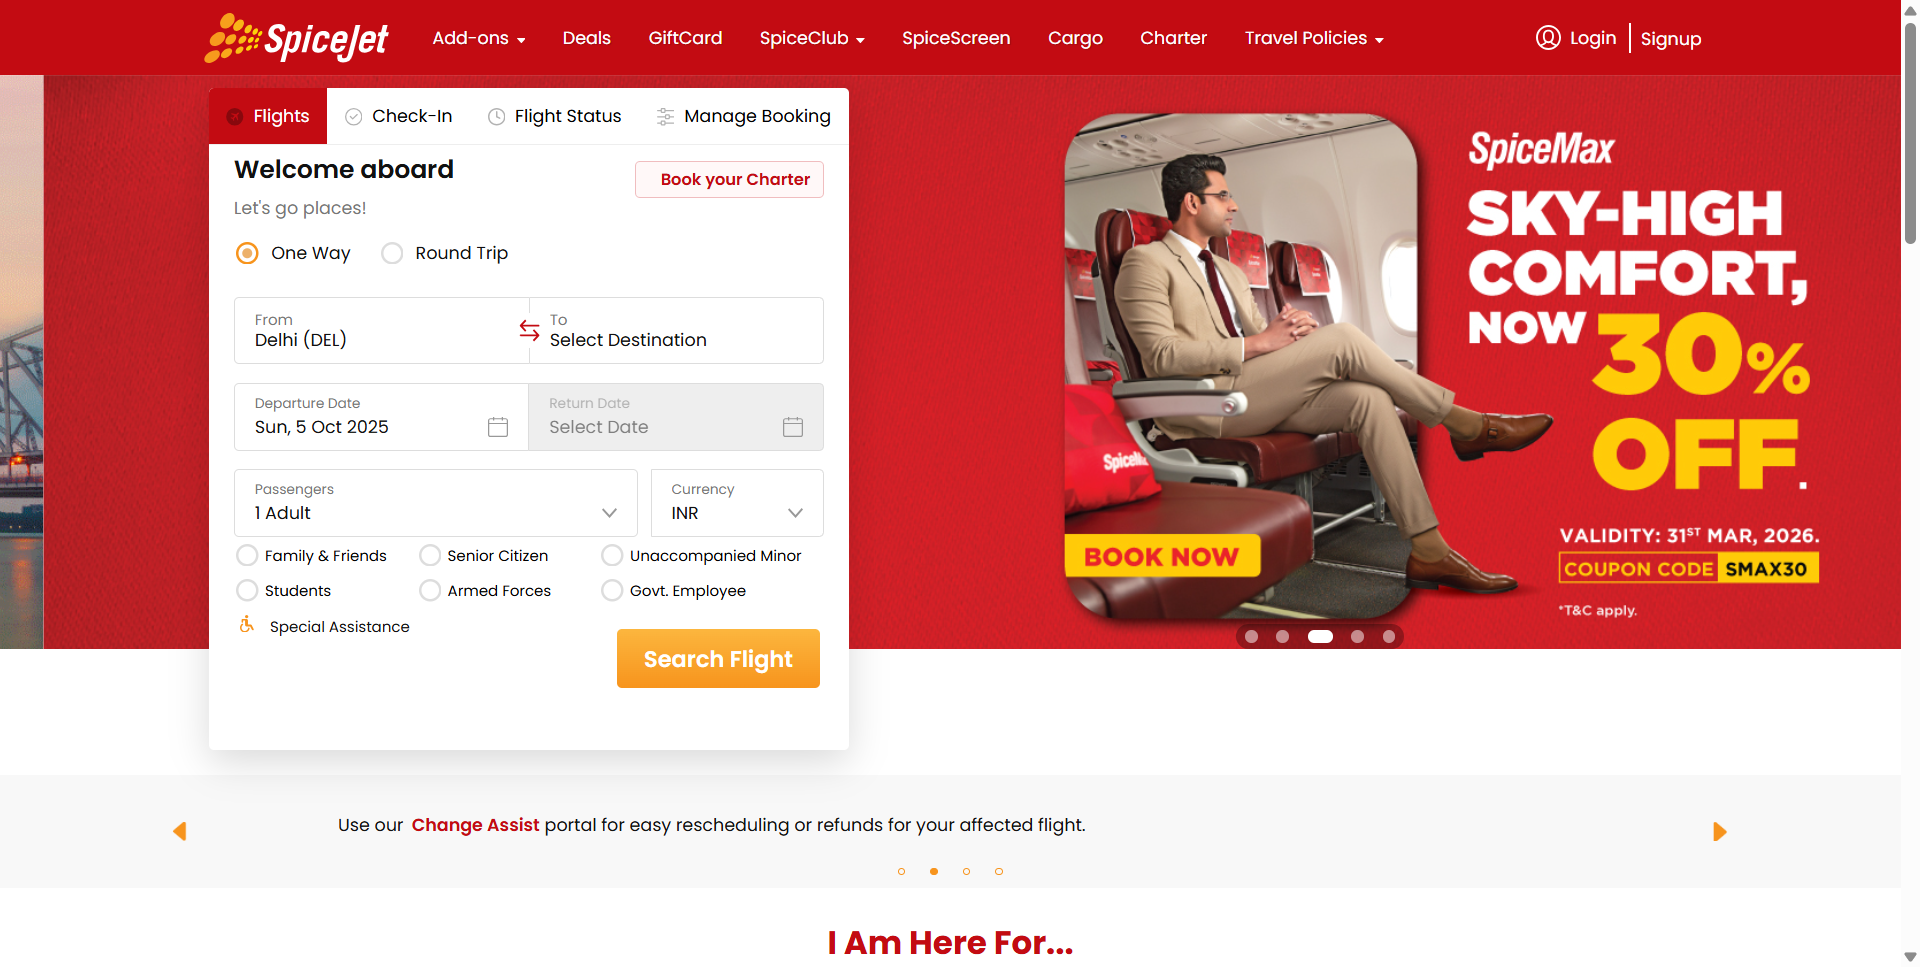 SpiceJet
Add-ons
Deals
GiftCard
SpiceClub
SpiceScreen
Cargo
Charter
Travel Policies
Login
Signup
Flights
Check-In
Flight Status
Manage Booking
Welcome aboard
Book your Charter
Let's go places!
One Way
Round Trip
From
Delhi (DEL)
To
Select Destination
Departure Date
Sun, 5 Oct 2025
Return Date
Select Date
Passengers
1 Adult
Currency
INR
Family & Friends
Senior Citizen
Unaccompanied Minor
Students
Armed Forces
Govt. Employee
Special Assistance
Search Flight
SpiceMax
SKY-HIGH
COMFORT,
NOW 30%
OFF.
VALIDITY: 31ST MAR, 2026.
COUPON CODE SMAX30
*T&C apply.
BOOK NOW
Use our Change Assist portal for easy rescheduling or refunds for your affected flight.
I Am Here For...